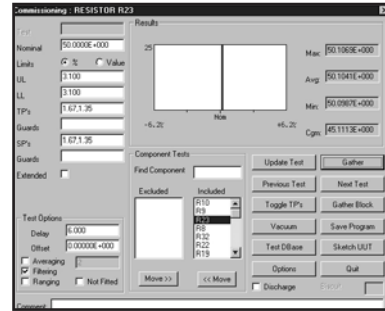 Commissioning : RESISTOR R23
Test
Nominal 50.0000E+000
Limits % Value
UL 3.100
LL 3.100
TP's 1.67,1.35
Guards
SP's 1.67,1.35
Guards
Extended
Test Options
Delay 6.000
Offset 0.00000E+000
Averaging 2
Filtering
Ranging Not Fitted
Comment
Results
25
-6.2% Nom +6.2%
Max: 50.1069E+000
Avg: 50.1041E+000
Min: 50.0987E+000
Cgm: 45.1113E+000
Component Tests
Find Component
Excluded Included
R10
R9
R23
R8
R32
R22
R19
Move >> << Move
Update Test Gather
Previous Test Next Test
Toggle TP's Gather Block
Vacuum Save Program
Test DBase Sketch UUT
Options Quit
Discharge